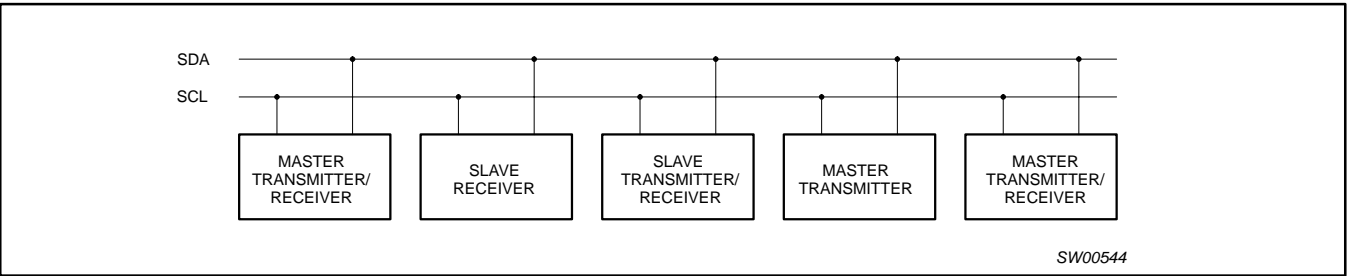 SDA
SCL
MASTER
TRANSMITTER/
RECEIVER
SLAVE
RECEIVER
SLAVE
TRANSMITTER/
RECEIVER
MASTER
TRANSMITTER
MASTER
TRANSMITTER/
RECEIVER
SW00544